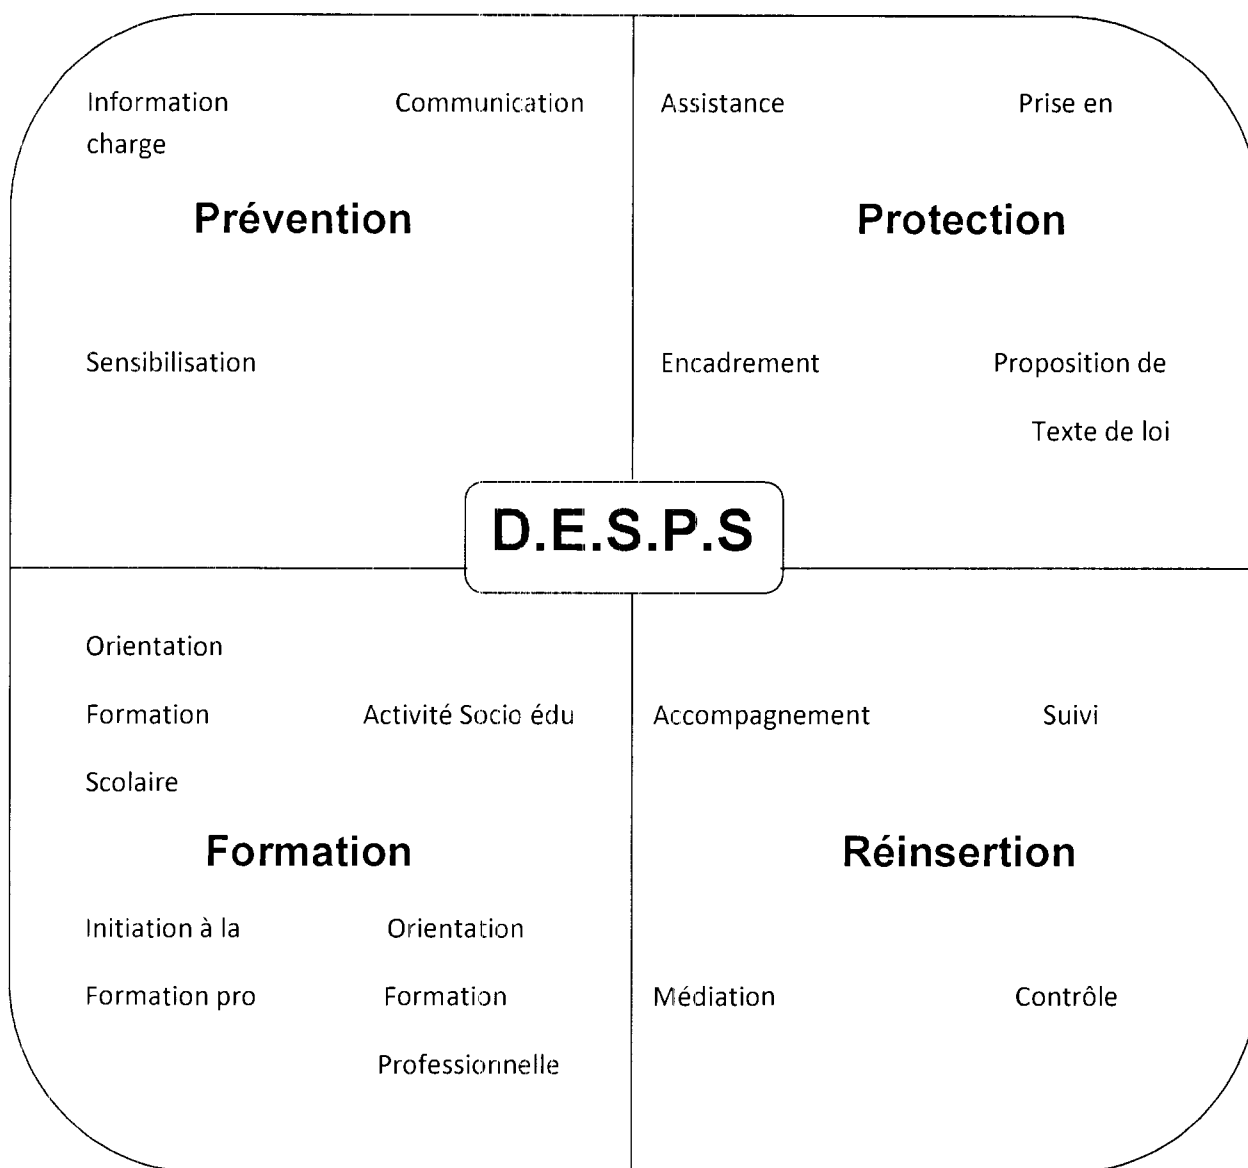 Information Communication Assistance Prise en
charge
Prévention Protection
Sensibilisation Encadrement Proposition de
Texte de loi
D.E.S.P.S
Orientation
Formation Activité Socio édu Accompagnement Suivi
Scolaire
Formation Réinsertion
Initiation à la Orientation
Formation pro Formation Médiation Contrôle
Professionnelle